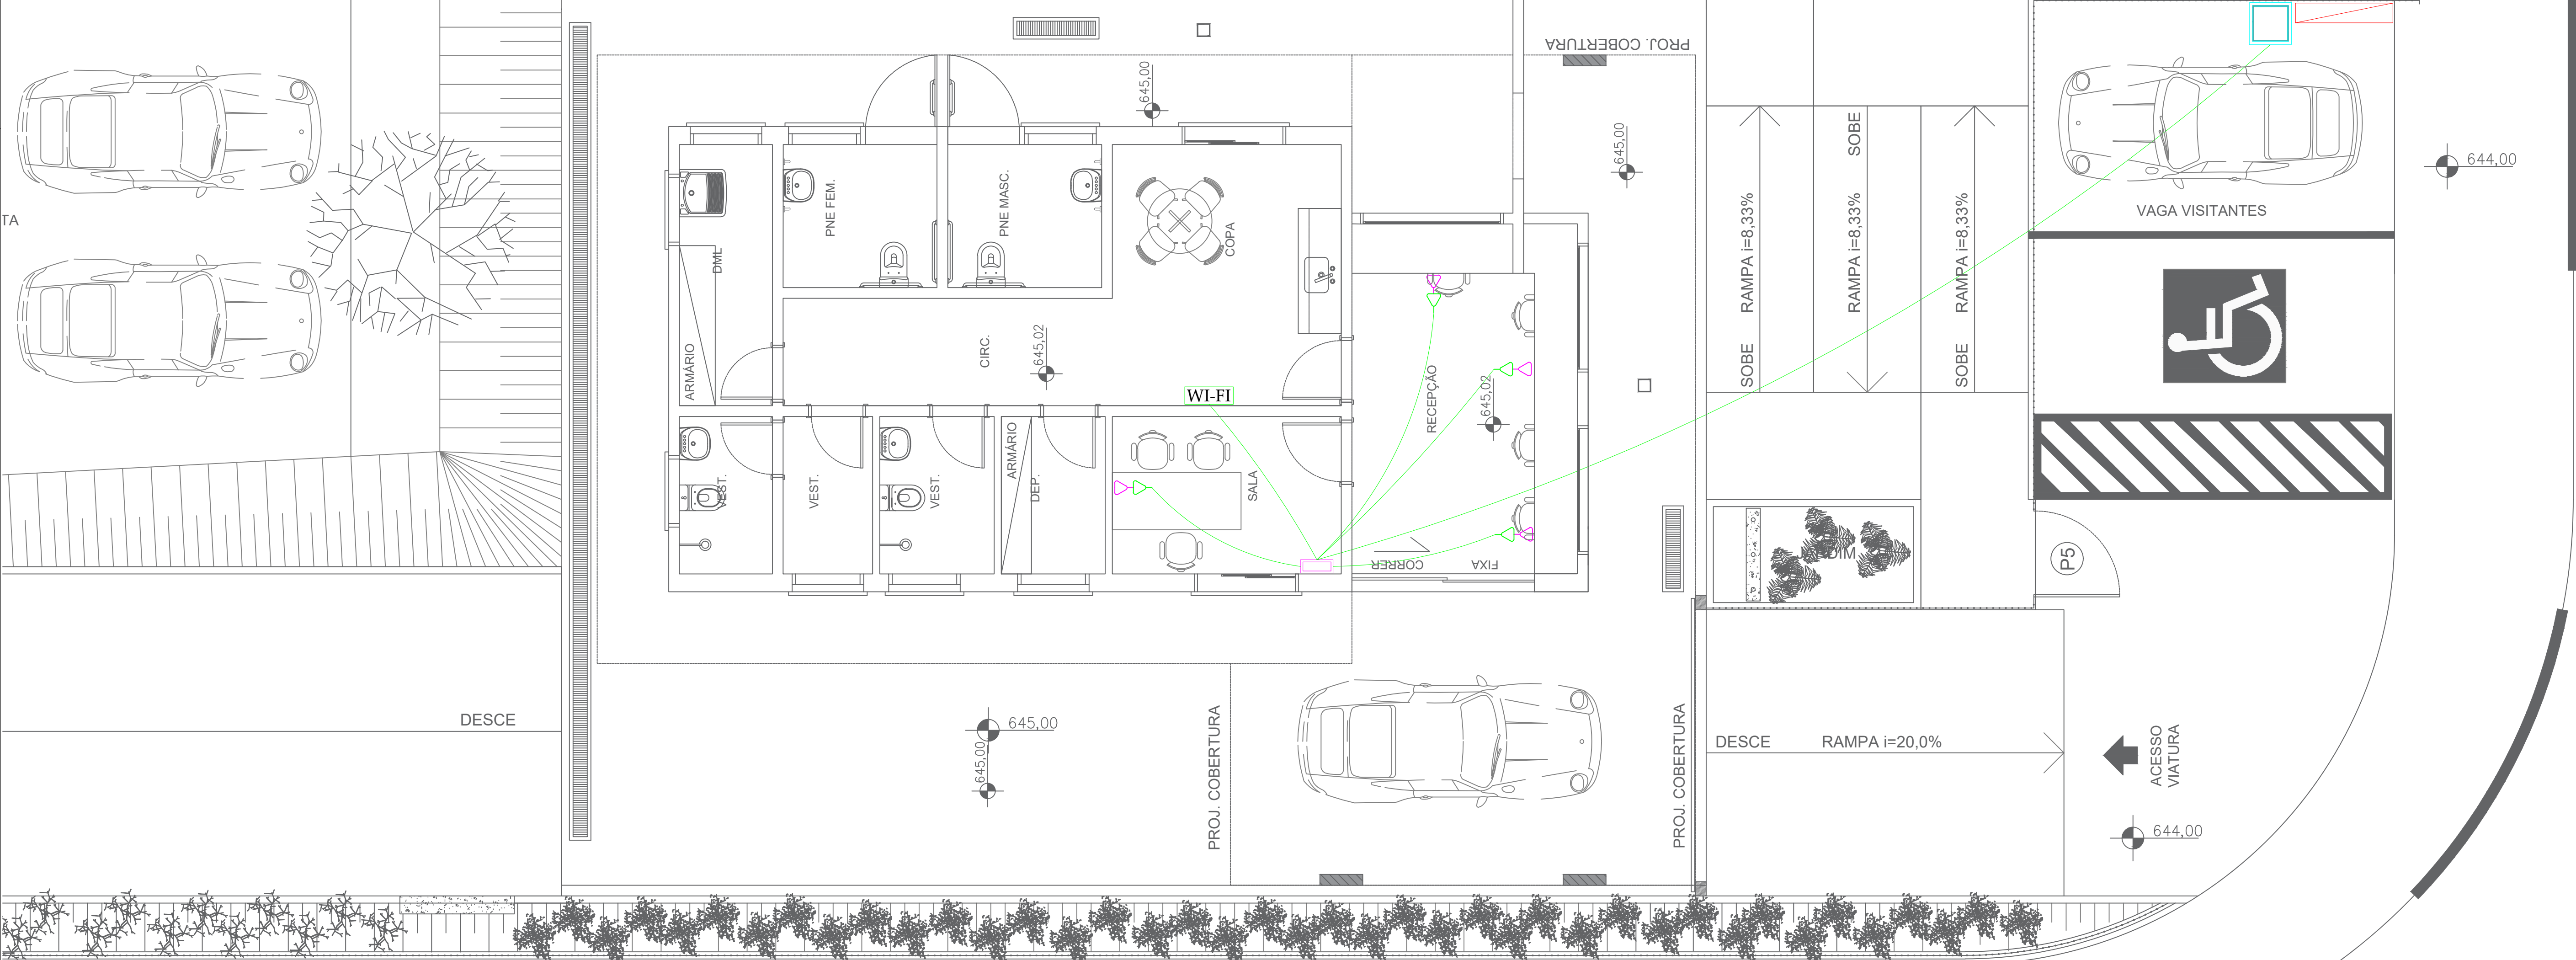 PROJ. COBERTURA
645,00
645,00
644,00
TA
PNE FEM.
PNE MASC.
COPA
DML
ARMÁRIO
CIRC.
645,02
WI-FI
RECEPÇÃO
645,02
SOBE
RAMPA i=8,33%
RAMPA i=8,33%
SOBE
SOBE
RAMPA i=8,33%
VAGA VISITANTES
VEST.
VEST.
VEST.
ARMÁRIO
DEP.
SALA
CORRER
FIXA
P5
DESCE
645,00
645,00
PROJ. COBERTURA
PROJ. COBERTURA
DESCE
RAMPA i=20,0%
ACESSO
VIATURA
644,00